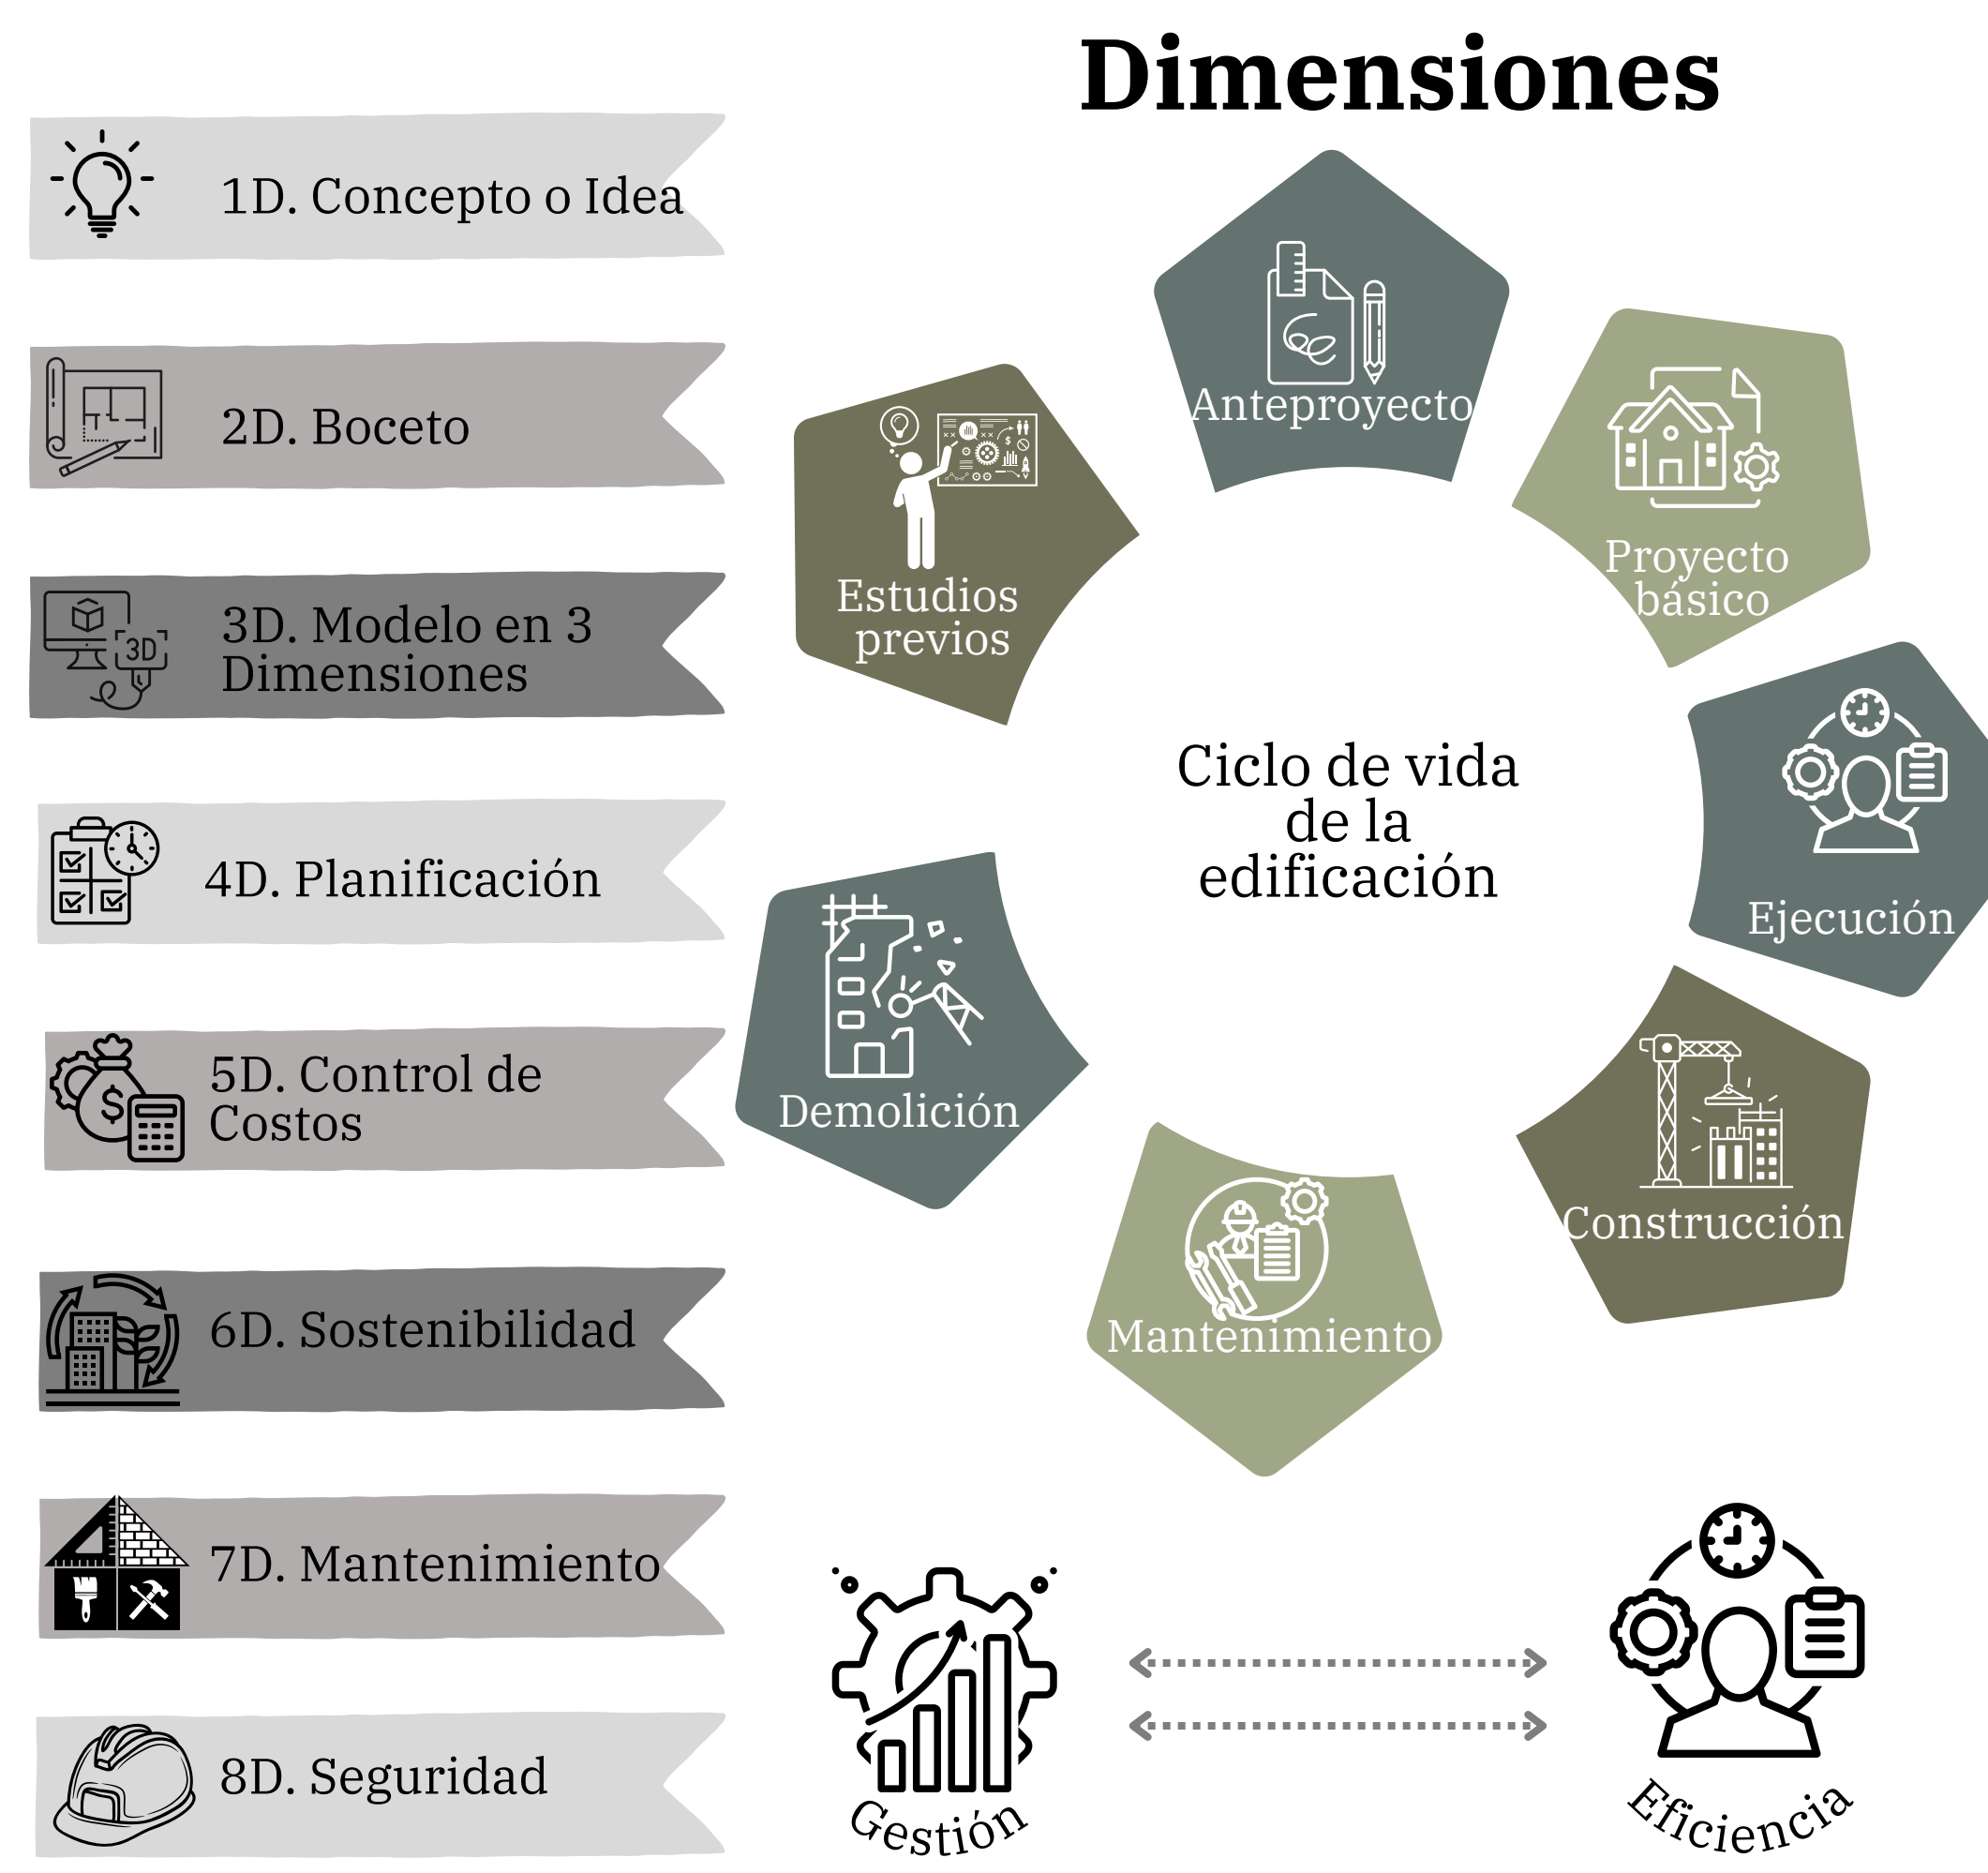 Dimensiones
1D. Concepto o Idea
2D. Boceto
3D. Modelo en 3
Dimensiones
3D
4D. Planificación
5D. Control de
Costos
$
6D. Sostenibilidad
7D. Mantenimiento
8D. Seguridad
Estudios
previos
Anteproyecto
Proyecto
básico
Ejecución
Construcción
Mantenimiento
Demolición
Ciclo de vida
de la
edificación
Gestión
Eficiencia